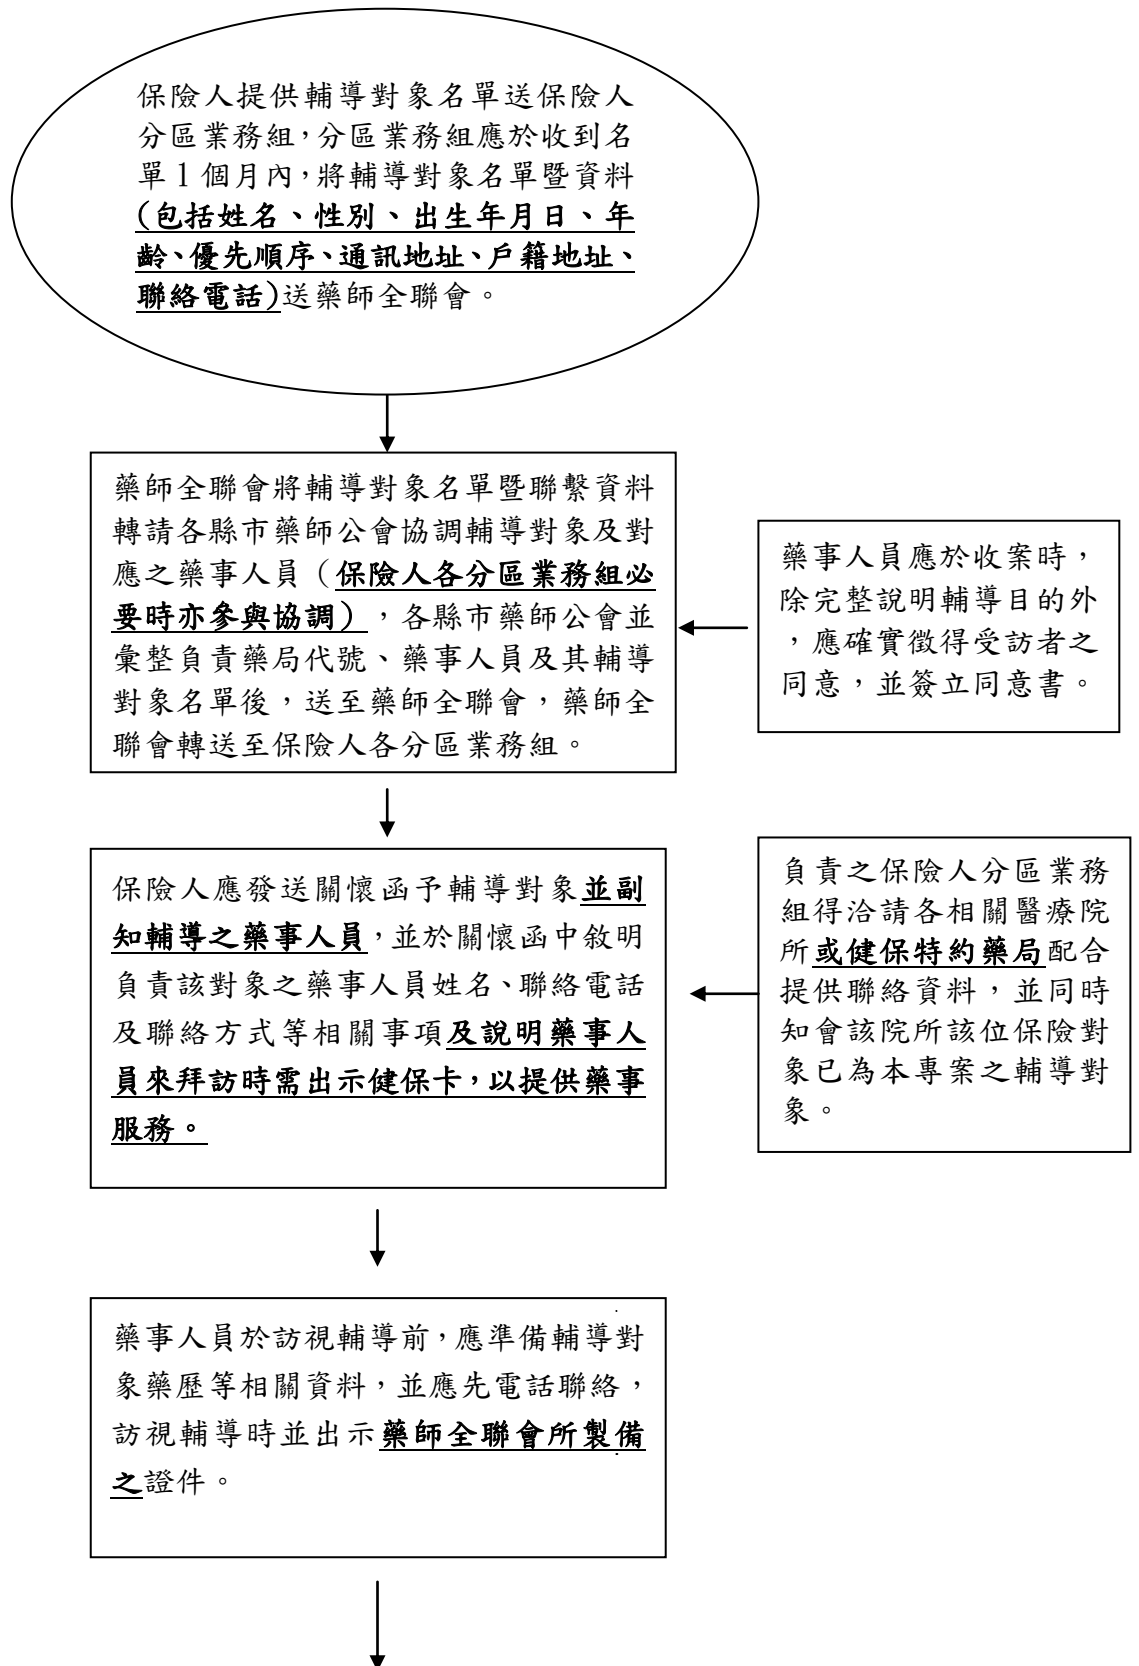 保險人提供輔導對象名單送保險人
分區業務組，分區業務組應於收到名
單 1 個月內，將輔導對象名單暨資料
(包括姓名、性別、出生年月日、年
齡、優先順序、通訊地址、戶籍地址、
聯絡電話)送藥師全聯會。
藥師全聯會將輔導對象名單暨聯繫資料
轉請各縣市藥師公會協調輔導對象及對
應之藥事人員（保險人各分區業務組必
要時亦參與協調），各縣市藥師公會並
彙整負責藥局代號、藥事人員及其輔導
對象名單後，送至藥師全聯會，藥師全
聯會轉送至保險人各分區業務組。
藥事人員應於收案時，
除完整說明輔導目的外
，應確實徵得受訪者之
同意，並簽立同意書。
保險人應發送關懷函予輔導對象並副
知輔導之藥事人員，並於關懷函中敘明
負責該對象之藥事人員姓名、聯絡電話
及聯絡方式等相關事項及說明藥事人
員來拜訪時需出示健保卡，以提供藥事
服務。
負責之保險人分區業務
組得洽請各相關醫療院
所或健保特約藥局配合
提供聯絡資料，並同時
知會該院所該位保險對
象已為本專案之輔導對
象。
藥事人員於訪視輔導前，應準備輔導對
象藥歷等相關資料，並應先電話聯絡，
訪視輔導時並出示藥師全聯會所製備
之證件。